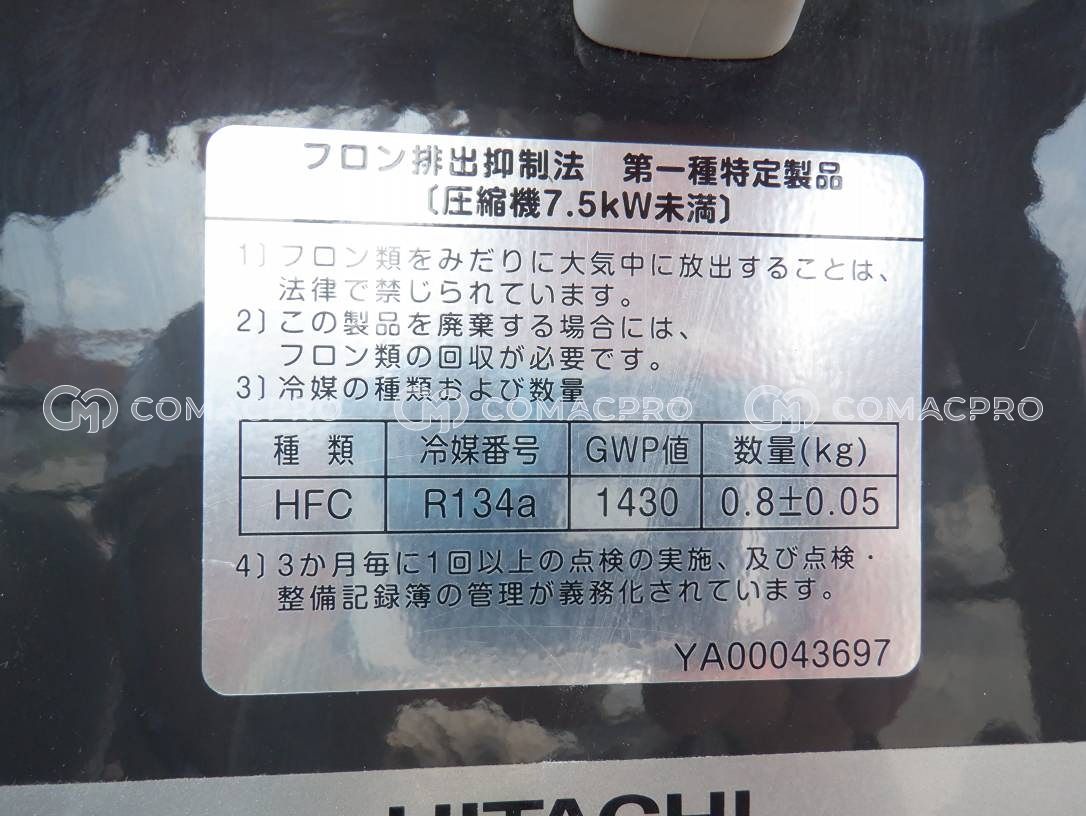 フロン排出抑制法　第一種特定製品
〔圧縮機7.5kW未満〕
1〕フロン類をみだりに大気中に放出することは、
法律で禁じられています。
2〕この製品を廃棄する場合には、
フロン類の回収が必要です。
3〕冷媒の種類および数量
COMACPRO COMACPRO COMACPRO
種 類 冷媒番号 GWP値 数量(kg)
HFC R134a 1430 0.8±0.05
4〕3か月毎に1回以上の点検の実施、及び点検・
整備記録簿の管理が義務化されています。
YA00043697
HITACHI